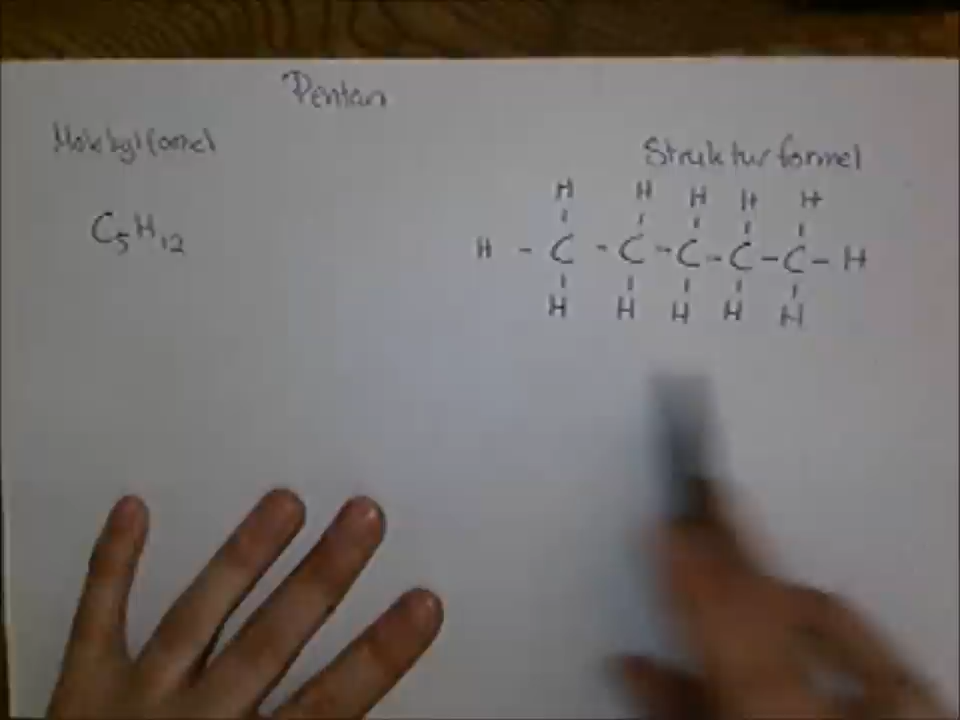 Pentan
Molekylformel
Strukturformel
C5H12
H H H H H
H - C - C - C - C - C - H
H H H H H